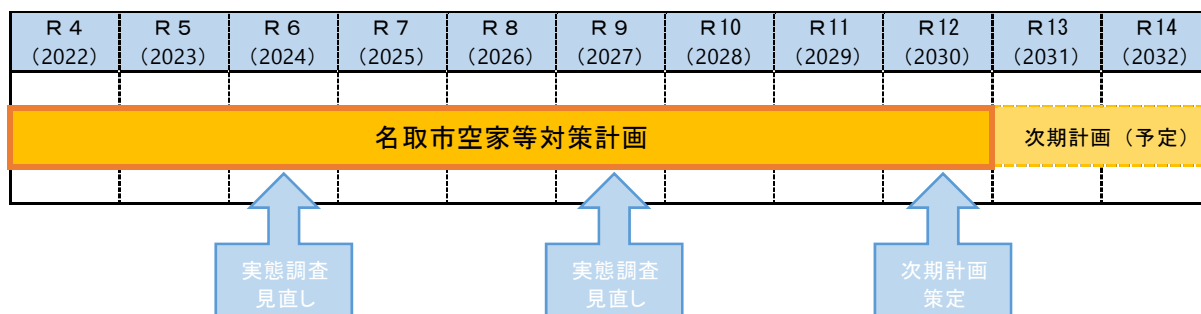 R4 R5 R6 R7 R8 R9 R10 R11 R12 R13 R14
(2022) (2023) (2024) (2025) (2026) (2027) (2028) (2029) (2030) (2031) (2032)
名取市空家等対策計画 次期計画(予定)
実態調査 実態調査 次期計画
見直し 見直し 策定